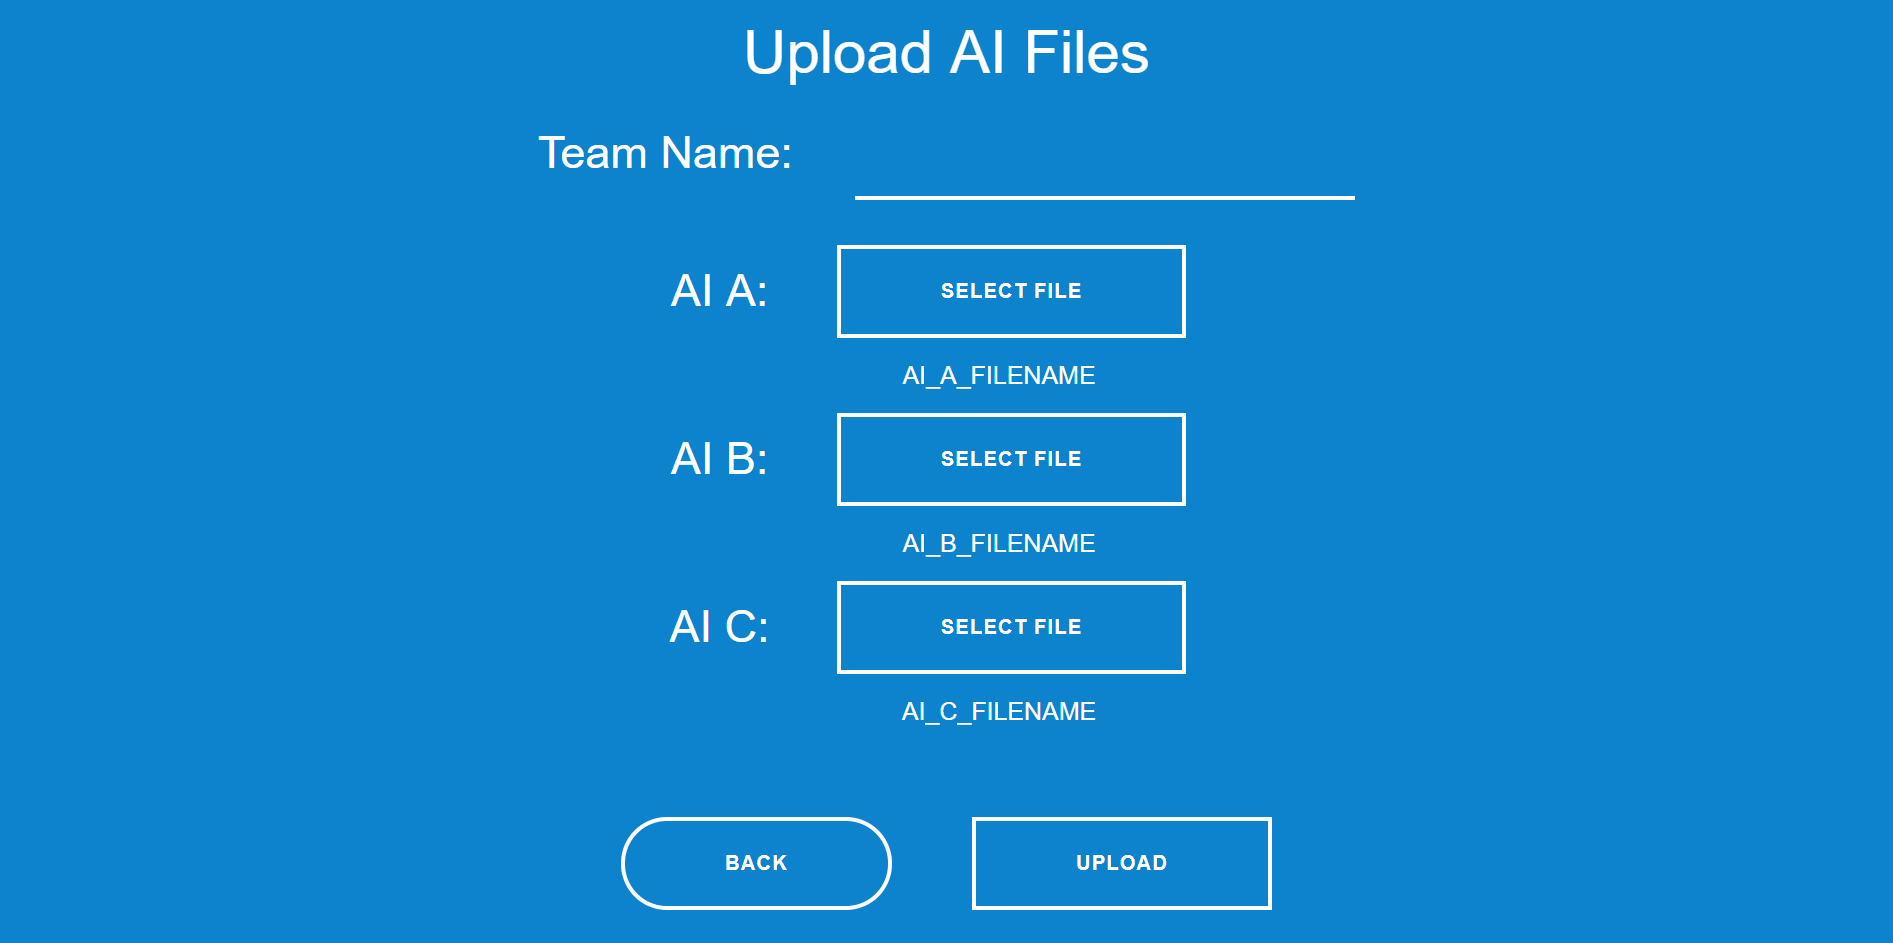 Upload AI Files
Team Name:
AI A:
SELECT FILE
AI_A_FILENAME
AI B:
SELECT FILE
AI_B_FILENAME
AI C:
SELECT FILE
AI_C_FILENAME
BACK
UPLOAD